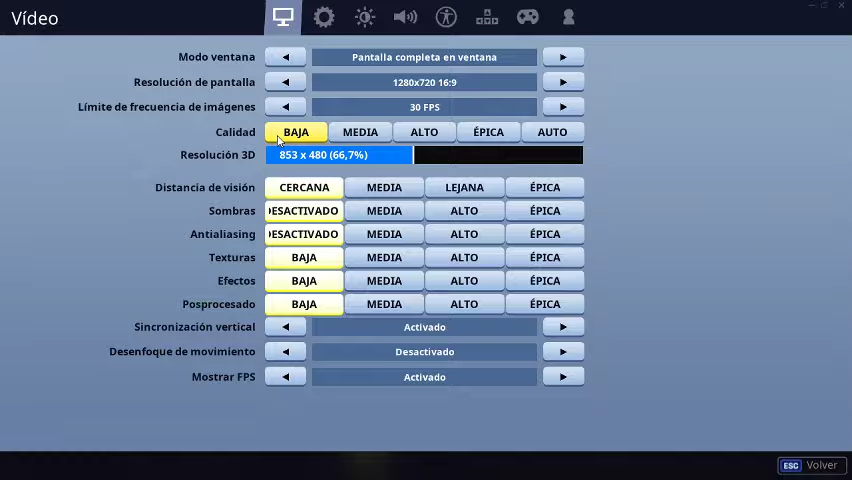 Vídeo
Modo ventana ◄ Pantalla completa en ventana ►
Resolución de pantalla ◄ 1280x720 16:9 ►
Límite de frecuencia de imágenes ◄ 30 FPS ►
Calidad BAJA MEDIA ALTO ÉPICA AUTO
Resolución 3D 853 x 480 (66,7%)
Distancia de visión CERCANA MEDIA LEJANA ÉPICA
Sombras DESACTIVADO MEDIA ALTO ÉPICA
Antialiasing DESACTIVADO MEDIA ALTO ÉPICA
Texturas BAJA MEDIA ALTO ÉPICA
Efectos BAJA MEDIA ALTO ÉPICA
Posprocesado BAJA MEDIA ALTO ÉPICA
Sincronización vertical ◄ Activado ►
Desenfoque de movimiento ◄ Desactivado ►
Mostrar FPS ◄ Activado ►
ESC Volver